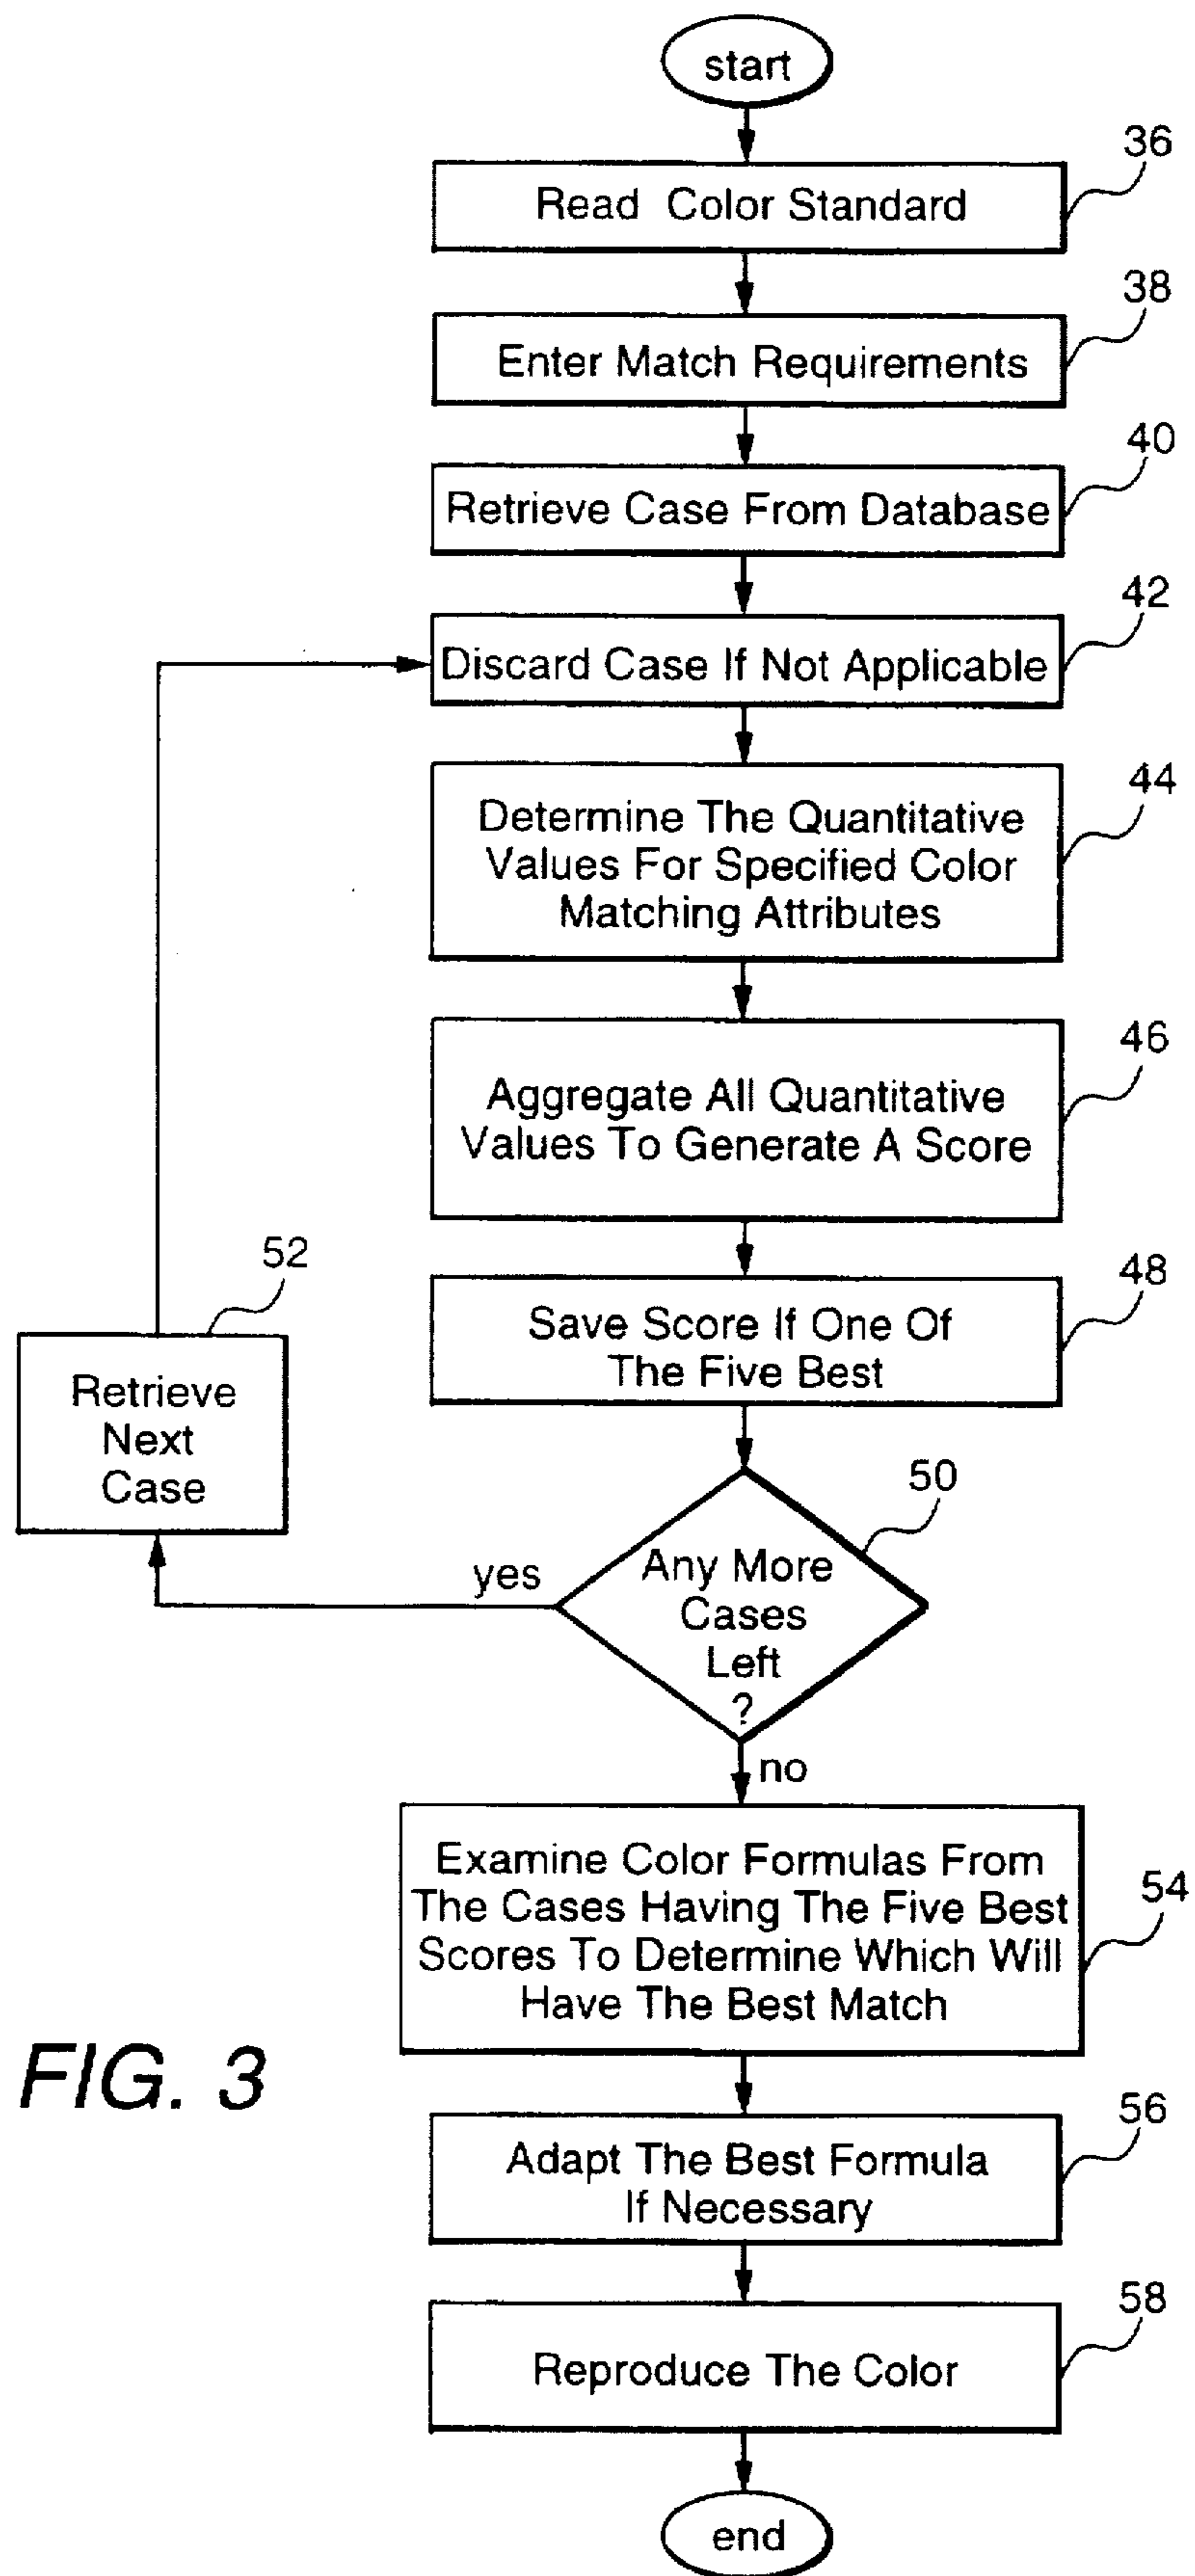 start
36
Read Color Standard
38
Enter Match Requirements
40
Retrieve Case From Database
42
Discard Case If Not Applicable
44
Determine The Quantitative
Values For Specified Color
Matching Attributes
46
Aggregate All Quantitative
Values To Generate A Score
48
Save Score If One Of
The Five Best
52
Retrieve
Next
Case
50
Any More
Cases
Left
?
yes
no
54
Examine Color Formulas From
The Cases Having The Five Best
Scores To Determine Which Will
Have The Best Match
FIG. 3
56
Adapt The Best Formula
If Necessary
58
Reproduce The Color
end